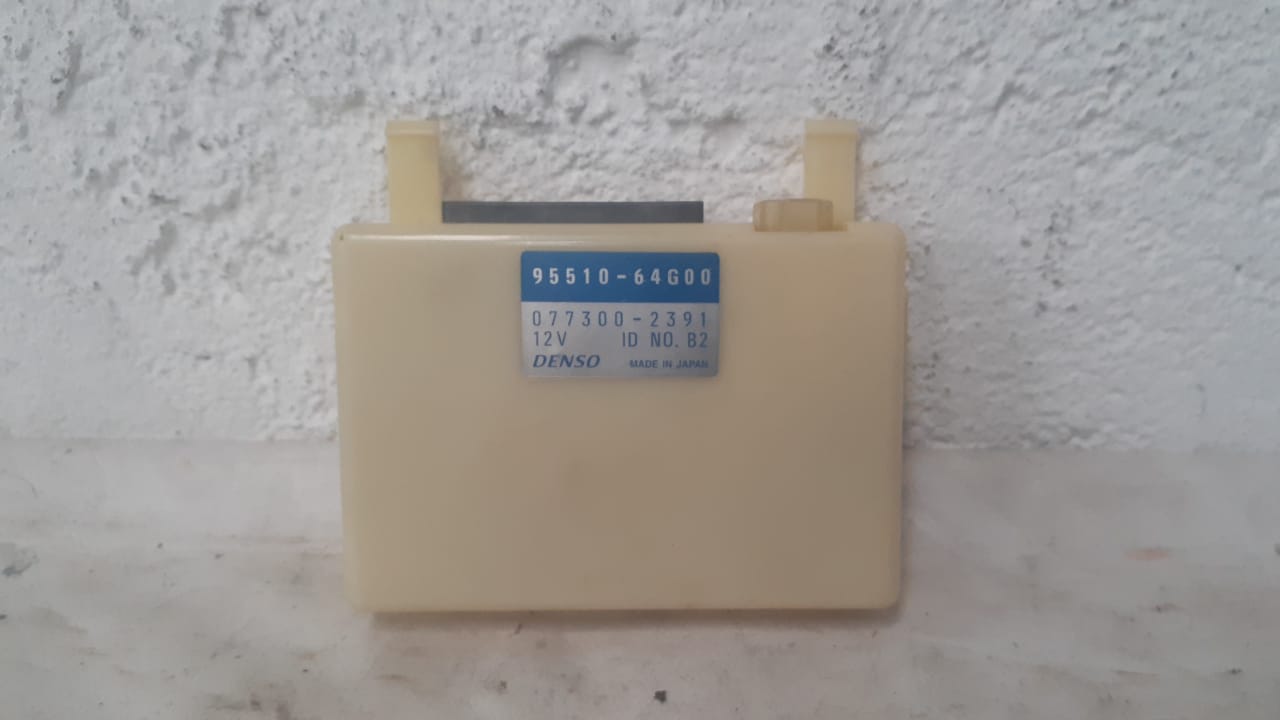 95510-64G00
077300-2391
12V ID NO. B2
DENSO MADE IN JAPAN